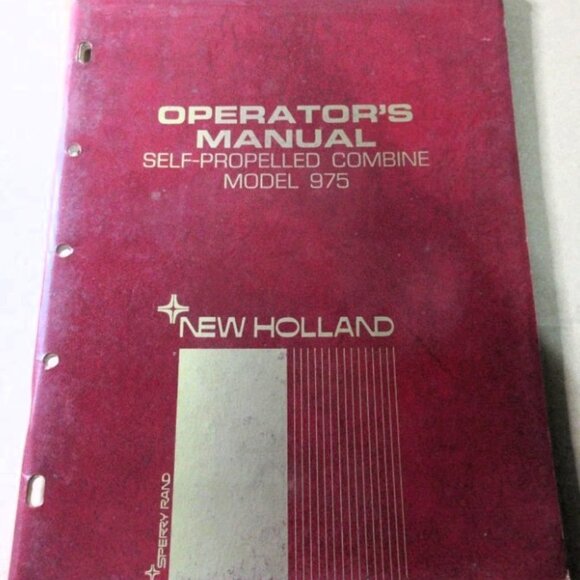 OPERATOR'S
MANUAL
SELF-PROPELLED COMBINE
MODEL 975
NEW HOLLAND
SPERRY RAND